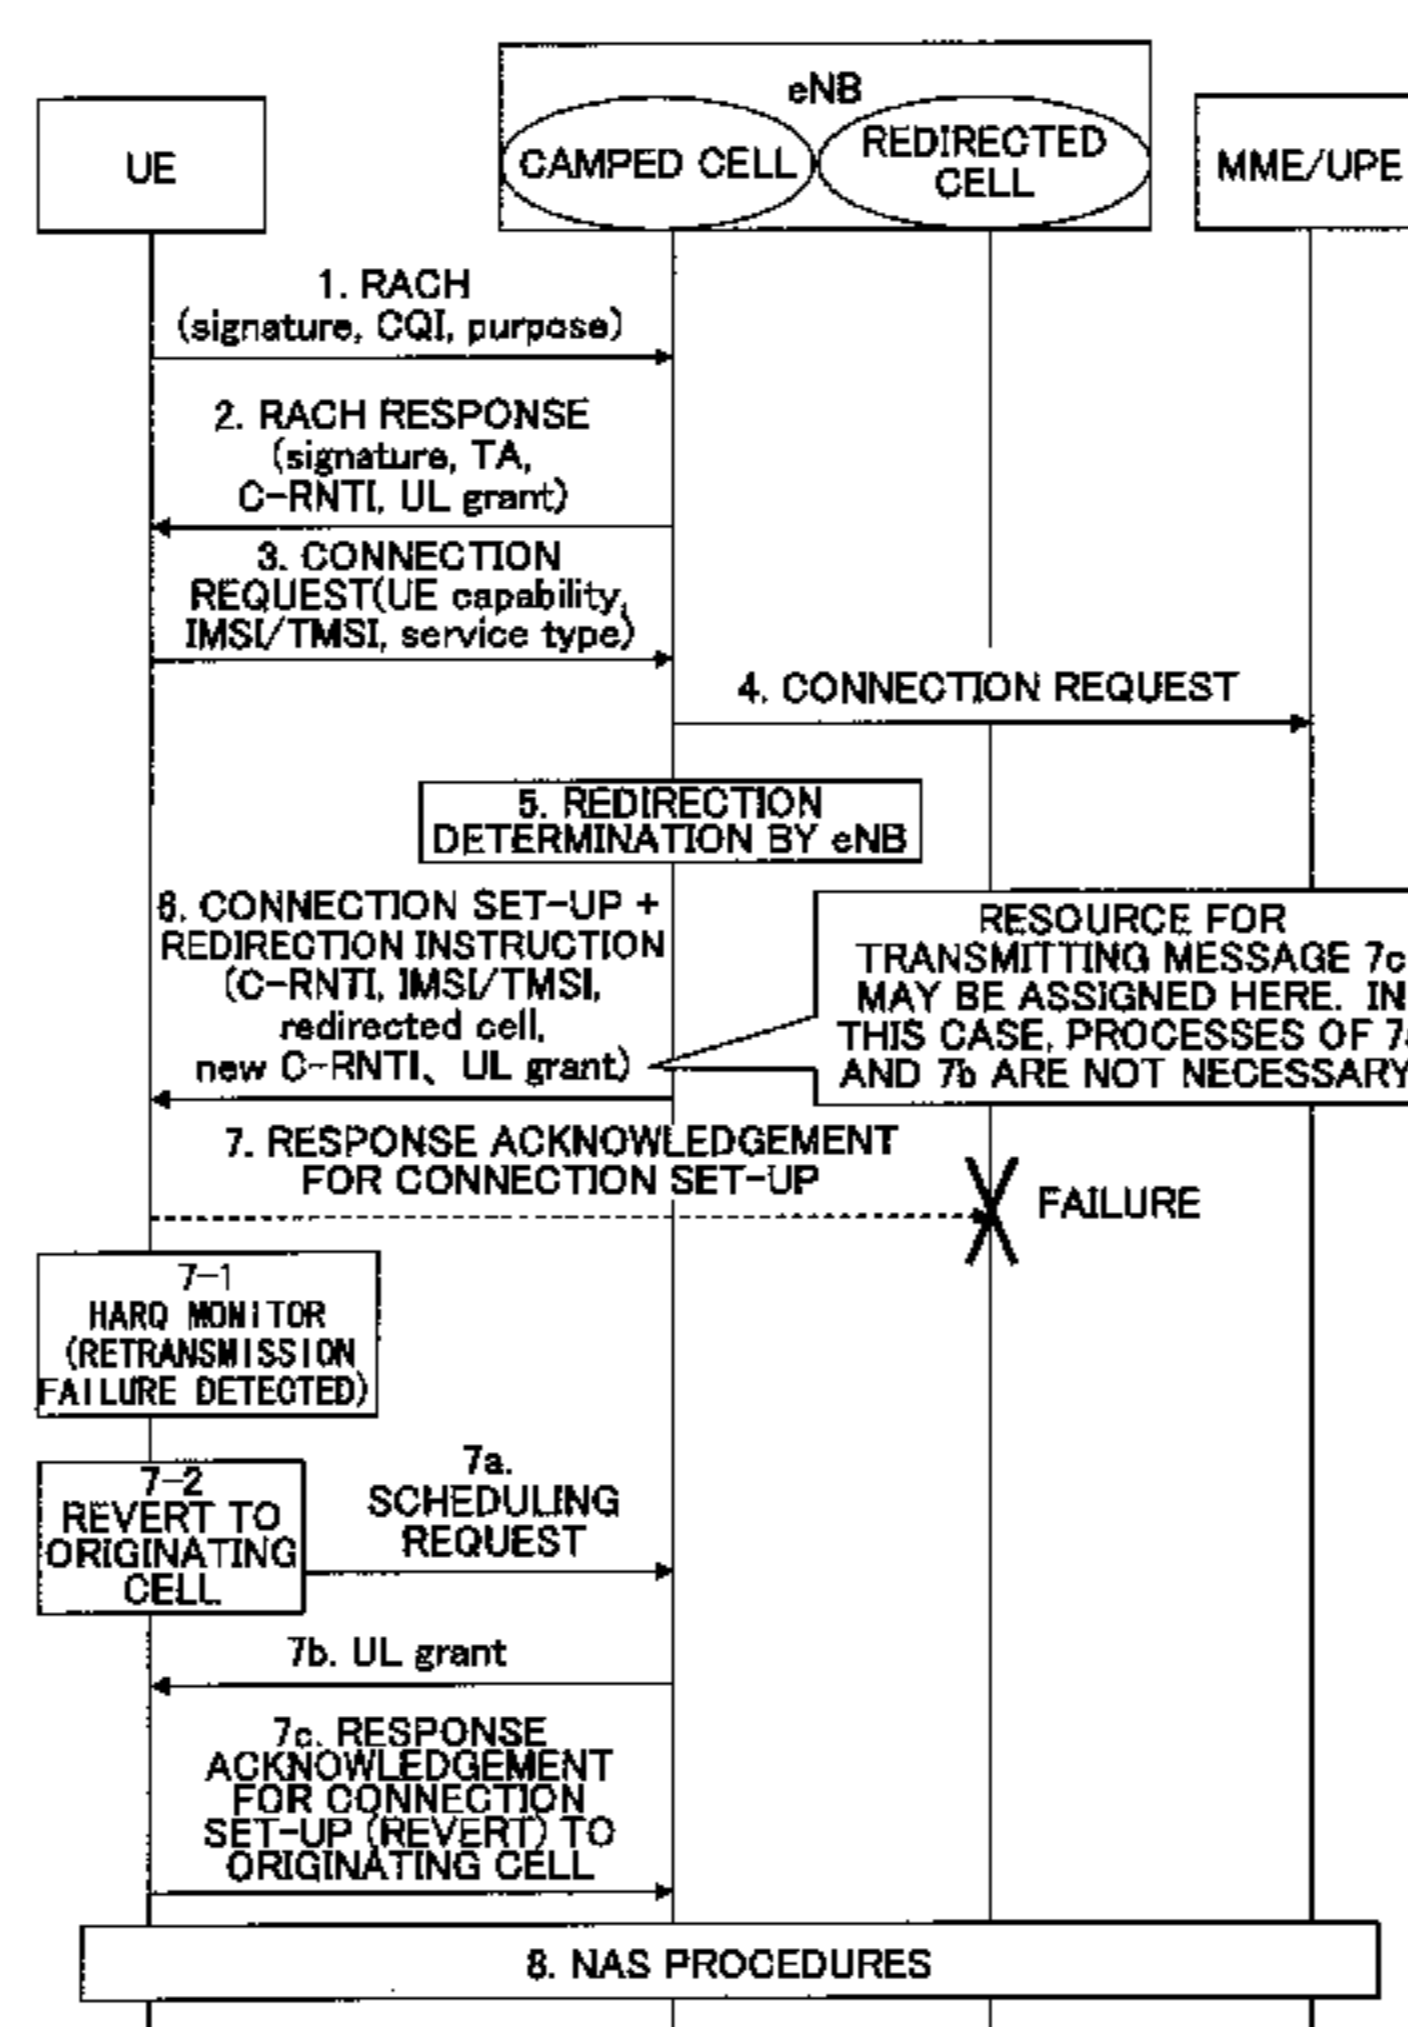 eNB
UE
CAMPED CELL
REDIRECTED
CELL
MME/UPE
1. RACH
(signature, CQI, purpose)
2. RACH RESPONSE
(signature, TA,
C-RNTI, UL grant)
3. CONNECTION
REQUEST(UE capability,
IMSI/TMSI, service type)
4. CONNECTION REQUEST
5. REDIRECTION
DETERMINATION BY eNB
6. CONNECTION SET-UP +
REDIRECTION INSTRUCTION
(C-RNTI, IMSI/TMSI,
redirected cell,
new C-RNTI、UL grant)
RESOURCE FOR
TRANSMITTING MESSAGE 7c
MAY BE ASSIGNED HERE. IN
THIS CASE, PROCESSES OF 7a
AND 7b ARE NOT NECESSARY
7. RESPONSE ACKNOWLEDGEMENT
FOR CONNECTION SET-UP
FAILURE
7-1
HARQ MONITOR
(RETRANSMISSION
FAILURE DETECTED)
7-2
REVERT TO
ORIGINATING
CELL
7a.
SCHEDULING
REQUEST
7b. UL grant
7c. RESPONSE
ACKNOWLEDGEMENT
FOR CONNECTION
SET-UP (REVERT) TO
ORIGINATING CELL
8. NAS PROCEDURES